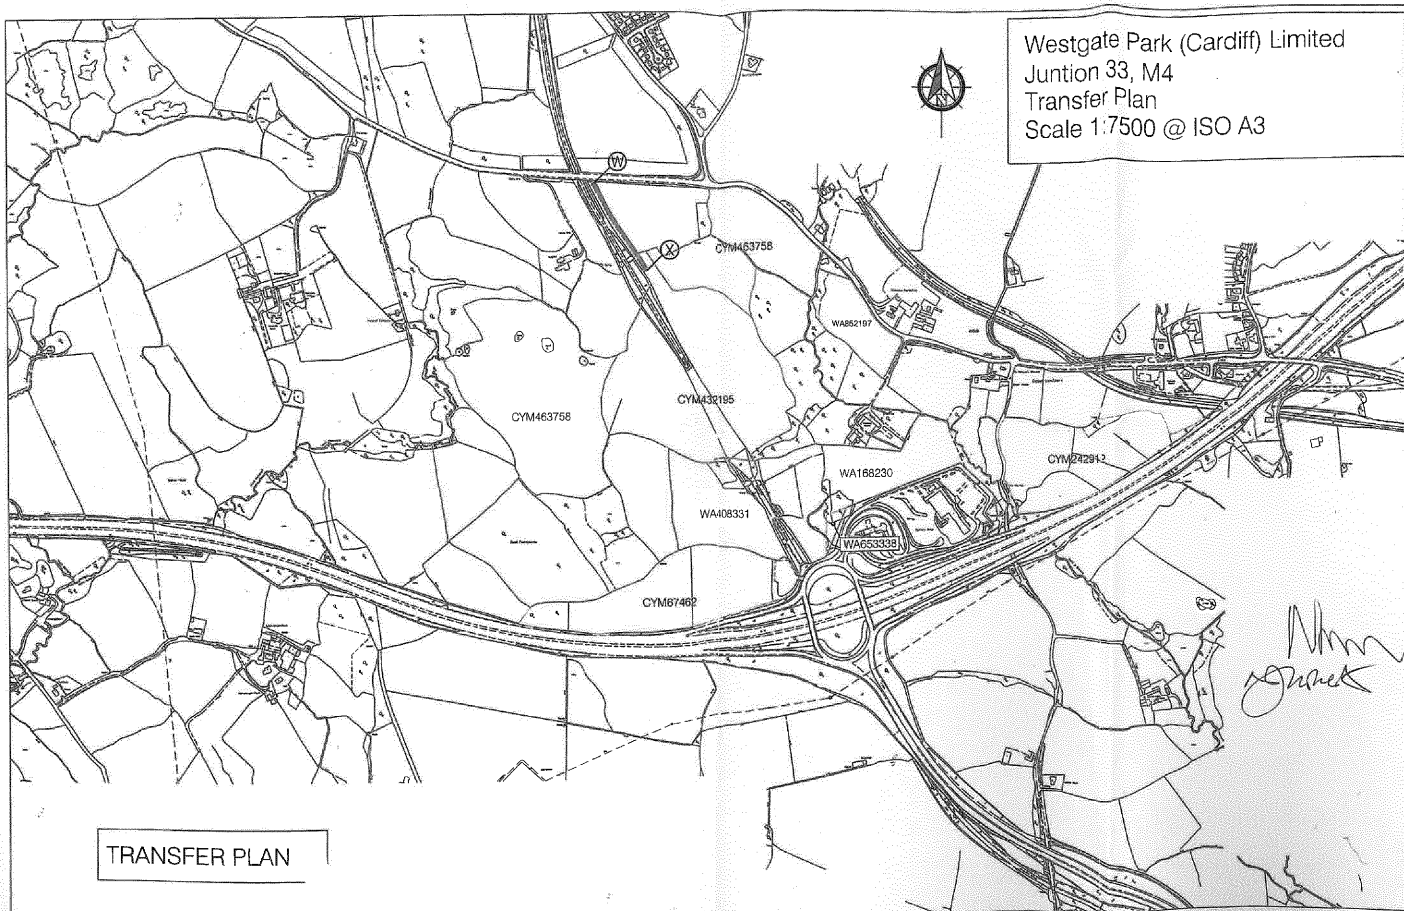 Westgate Park (Cardiff) Limited
Juntion 33, M4
Transfer Plan
Scale 1:7500 @ ISO A3
W
X
CYM463758
WA852197
CYM432195
CYM463758
CYM242912
WA168230
WA408331
WA653338
CYM67462
TRANSFER PLAN